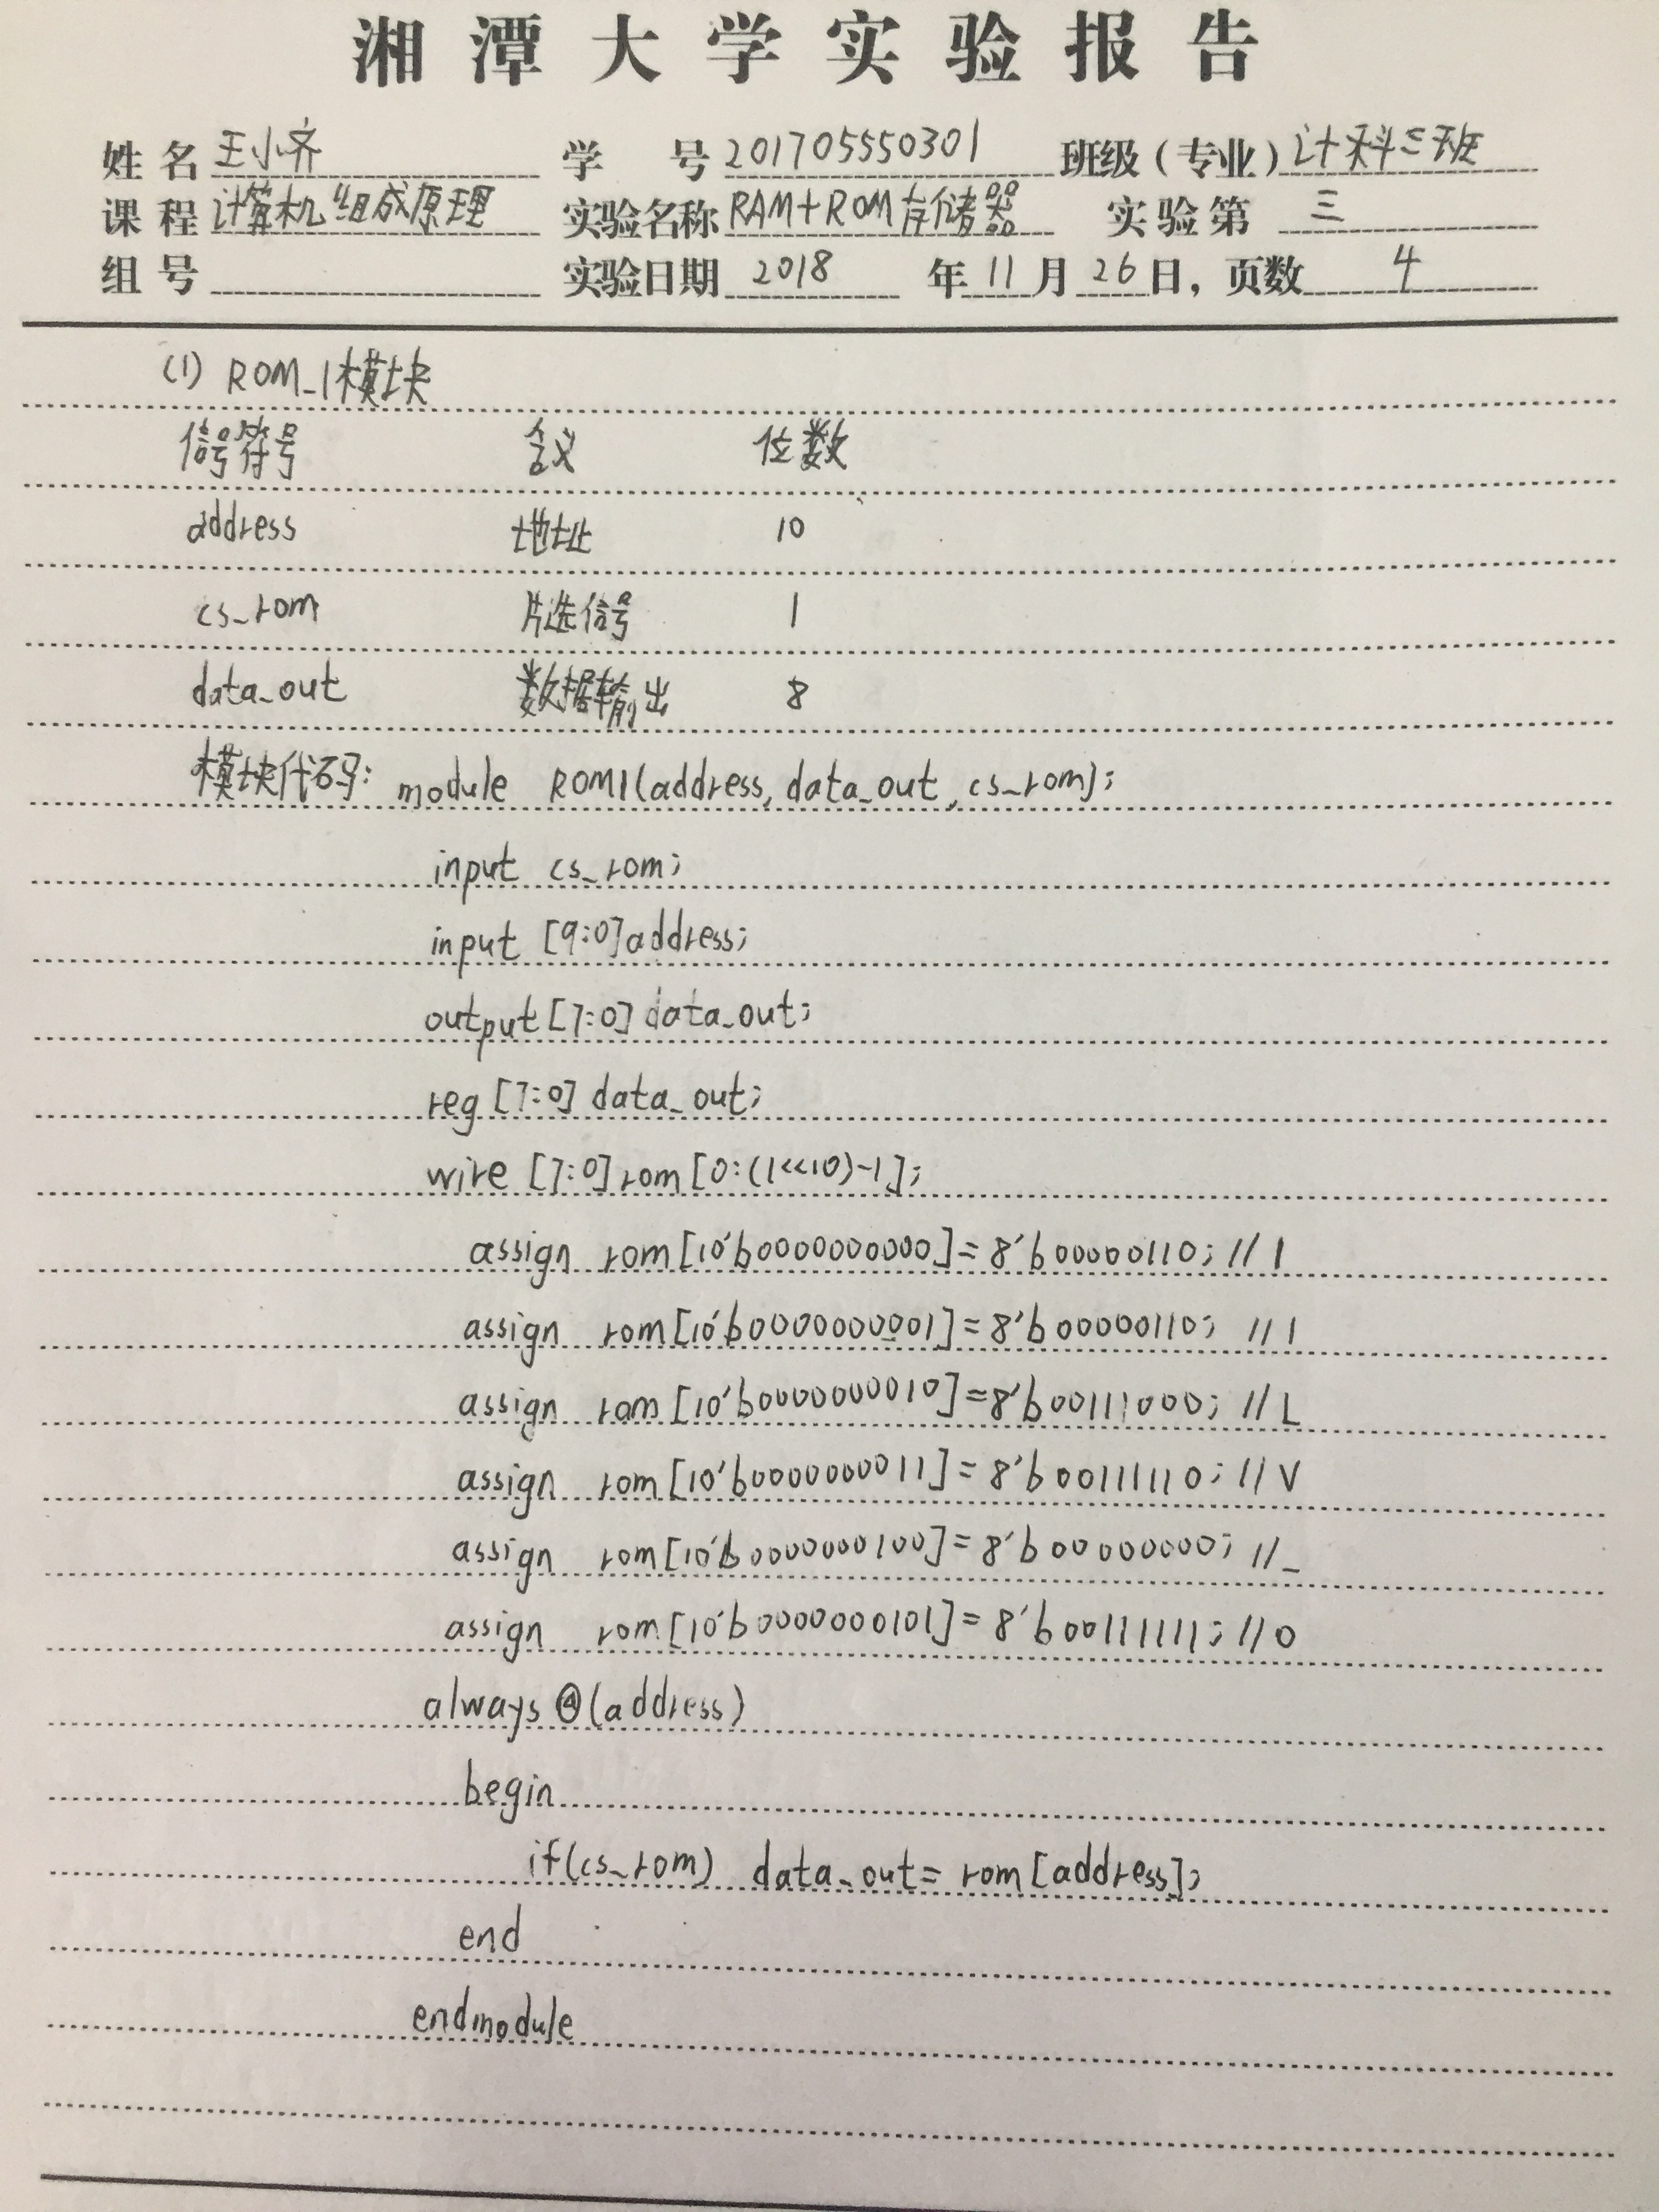 湘潭大学实验报告
姓名 王小齐 学号 201705550301 班级(专业) 计科三班
课程 计算机组成原理 实验名称 RAM+ROM存储器 实验第 三
组号 实验日期 2018 年 11 月 26 日, 页数 4
(1) ROM_1模块
信号符号 含义 位数
address 地址 10
cs_rom 片选信号 1
data_out 数据输出 8
模块代码: module ROM1(address, data_out, cs_rom);
input cs_rom;
input [9:0]address;
output [7:0] data_out;
reg [7:0] data_out;
wire [7:0] rom [0:(1<<10)-1];
assign rom[10'b0000000000]=8'b00000110; //1
assign rom[10'b0000000001]=8'b00000110; //1
assign rom[10'b0000000010]=8'b00111000; //L
assign rom[10'b0000000011]=8'b00111110; //V
assign rom[10'b0000000100]=8'b00000000; //_
assign rom[10'b0000000101]=8'b00111111; //0
always @(address)
begin
if(cs_rom) data_out= rom[address];
end
endmodule